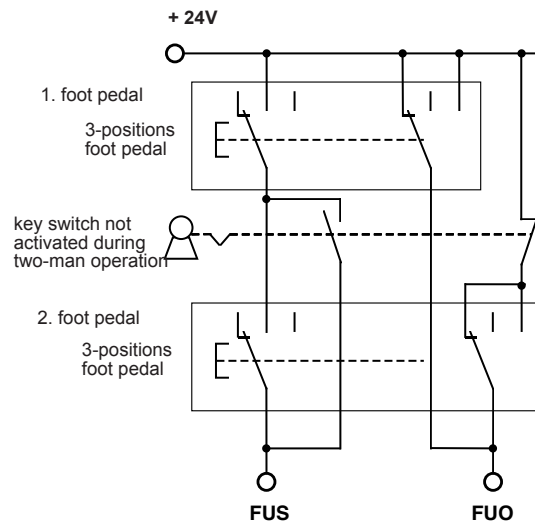 + 24V
1. foot pedal
3-positions
foot pedal
key switch not
activated during
two-man operation
2. foot pedal
3-positions
foot pedal
FUS
FUO